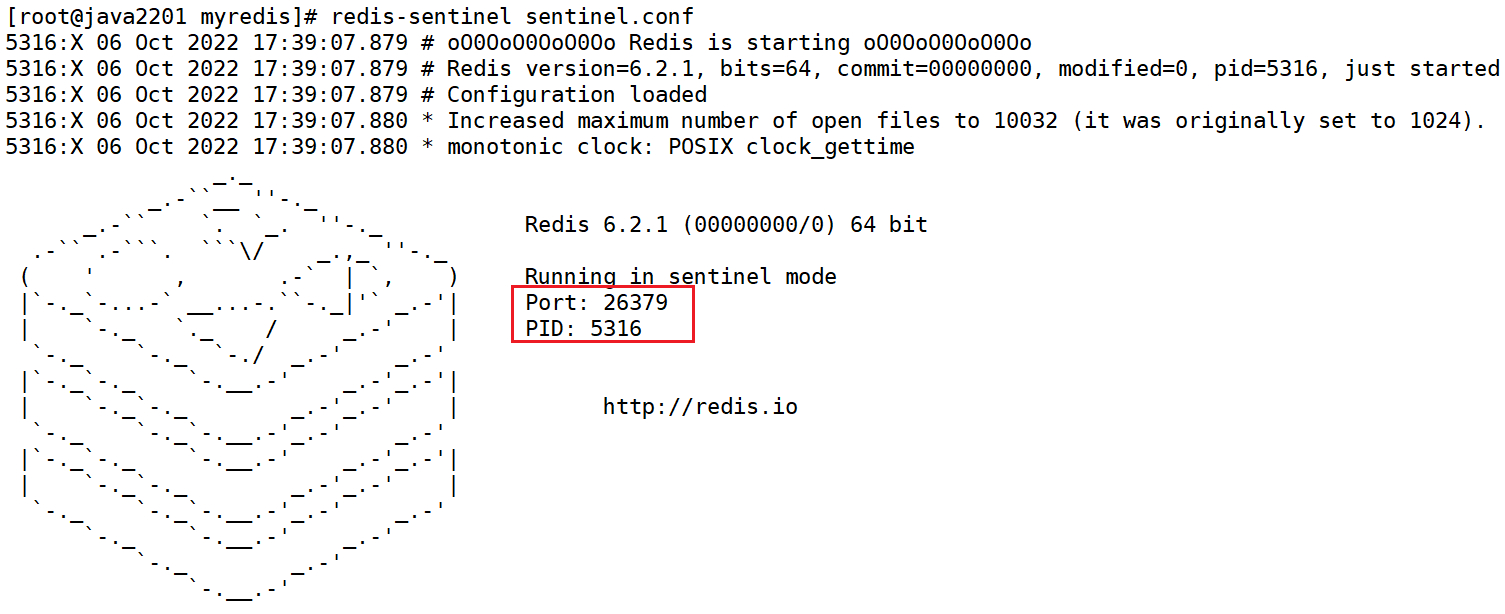 [root@java2201 myredis]# redis-sentinel sentinel.conf
5316:X 06 Oct 2022 17:39:07.879 # oO0OoO0OoO0Oo Redis is starting oO0OoO0OoO0Oo
5316:X 06 Oct 2022 17:39:07.879 # Redis version=6.2.1, bits=64, commit=00000000, modified=0, pid=5316, just started
5316:X 06 Oct 2022 17:39:07.879 # Configuration loaded
5316:X 06 Oct 2022 17:39:07.880 * Increased maximum number of open files to 10032 (it was originally set to 1024).
5316:X 06 Oct 2022 17:39:07.880 * monotonic clock: POSIX clock_gettime
Redis 6.2.1 (00000000/0) 64 bit
Running in sentinel mode
Port: 26379
PID: 5316
http://redis.io